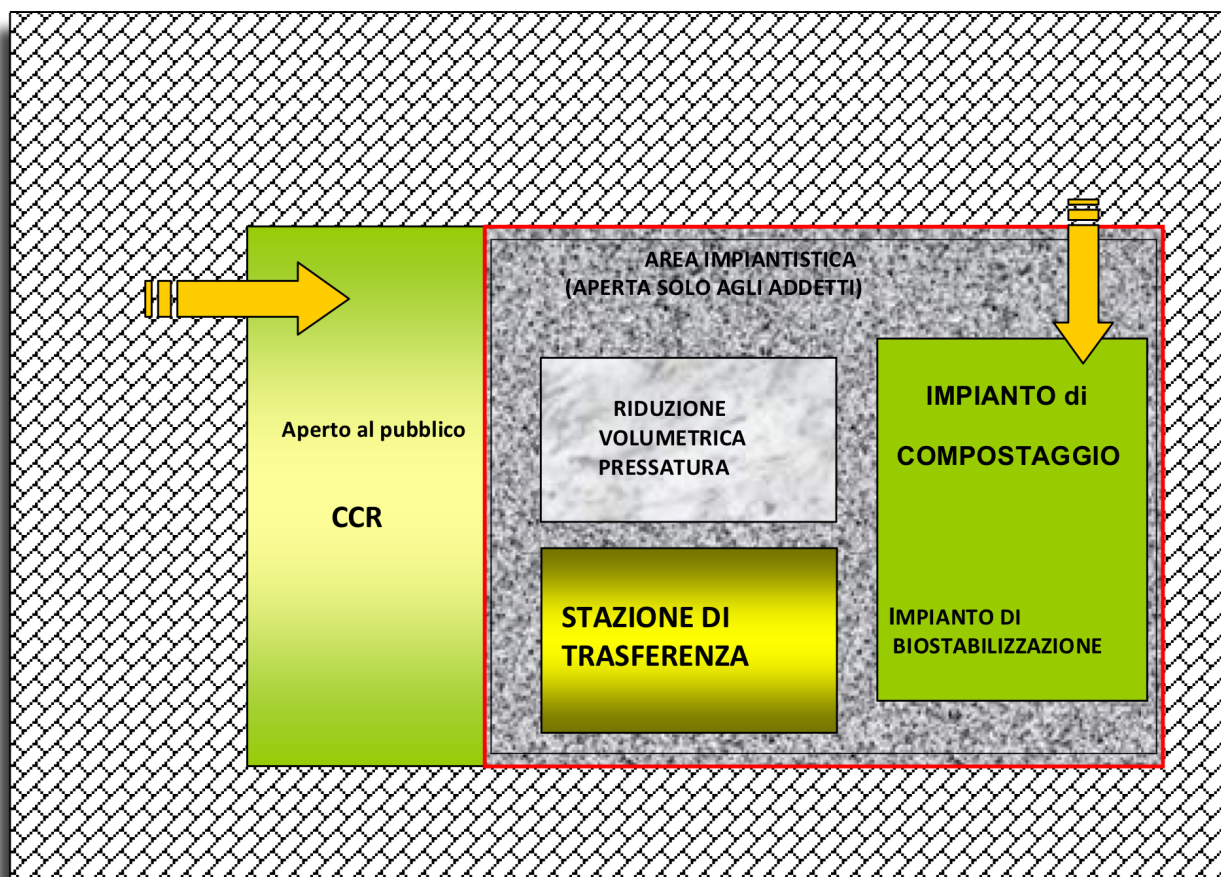 AREA IMPIANTISTICA
(APERTA SOLO AGLI ADDETTI)
Aperto al pubblico
CCR
RIDUZIONE
VOLUMETRICA
PRESSATURA
STAZIONE DI
TRASFERENZA
IMPIANTO di
COMPOSTAGGIO
IMPIANTO DI
BIOSTABILIZZAZIONE